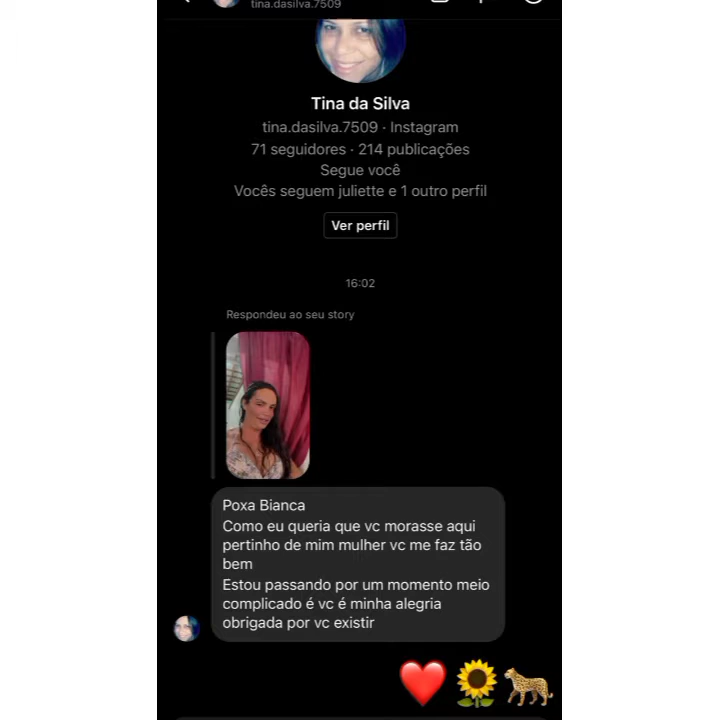 tina.dasilva.7509
Tina da Silva
tina.dasilva.7509 · Instagram
71 seguidores · 214 publicações
Segue você
Vocês seguem juliette e 1 outro perfil
Ver perfil
16:02
Respondeu ao seu story
Poxa Bianca
Como eu queria que vc morasse aqui
pertinho de mim mulher vc me faz tão
bem
Estou passando por um momento meio
complicado é vc é minha alegria
obrigada por vc existir
❤️🌻🐆